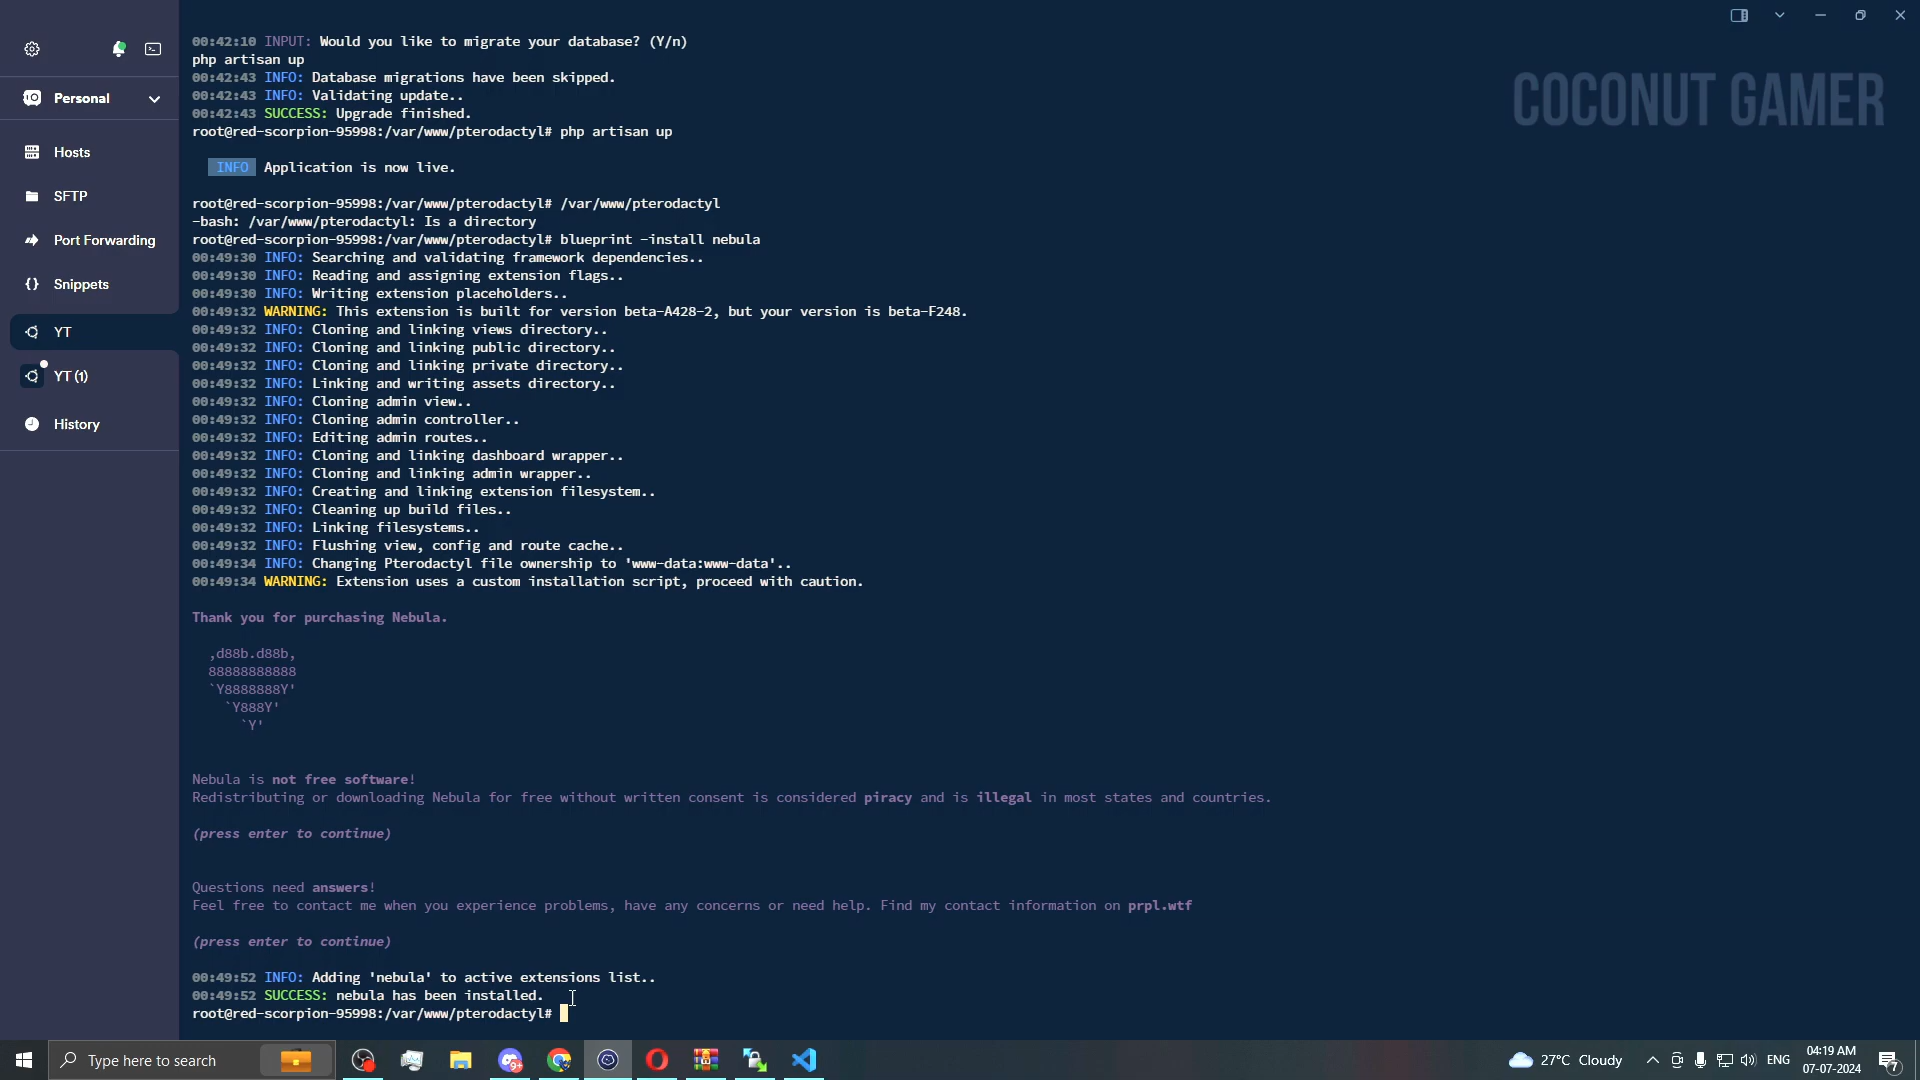 COCONUT GAMER
Personal
Hosts
SFTP
Port Forwarding
Snippets
YT
YT (1)
History
00:42:10 INPUT: Would you like to migrate your database? (Y/n)
php artisan up
00:42:43 INFO: Database migrations have been skipped.
00:42:43 INFO: Validating update..
00:42:43 SUCCESS: Upgrade finished.
root@red-scorpion-95998:/var/www/pterodactyl# php artisan up
INFO Application is now live.
root@red-scorpion-95998:/var/www/pterodactyl# /var/www/pterodactyl
-bash: /var/www/pterodactyl: Is a directory
root@red-scorpion-95998:/var/www/pterodactyl# blueprint -install nebula
00:49:30 INFO: Searching and validating framework dependencies..
00:49:30 INFO: Reading and assigning extension flags..
00:49:30 INFO: Writing extension placeholders..
00:49:32 WARNING: This extension is built for version beta-A428-2, but your version is beta-F248.
00:49:32 INFO: Cloning and linking views directory..
00:49:32 INFO: Cloning and linking public directory..
00:49:32 INFO: Cloning and linking private directory..
00:49:32 INFO: Linking and writing assets directory..
00:49:32 INFO: Cloning admin view..
00:49:32 INFO: Cloning admin controller..
00:49:32 INFO: Editing admin routes..
00:49:32 INFO: Cloning and linking dashboard wrapper..
00:49:32 INFO: Cloning and linking admin wrapper..
00:49:32 INFO: Creating and linking extension filesystem..
00:49:32 INFO: Cleaning up build files..
00:49:32 INFO: Linking filesystems..
00:49:32 INFO: Flushing view, config and route cache..
00:49:34 INFO: Changing Pterodactyl file ownership to 'www-data:www-data'..
00:49:34 WARNING: Extension uses a custom installation script, proceed with caution.
Thank you for purchasing Nebula.
,d88b.d88b,
88888888888
`Y8888888Y'
`Y888Y'
`Y'
Nebula is not free software!
Redistributing or downloading Nebula for free without written consent is considered piracy and is illegal in most states and countries.
(press enter to continue)
Questions need answers!
Feel free to contact me when you experience problems, have any concerns or need help. Find my contact information on prpl.wtf
(press enter to continue)
00:49:52 INFO: Adding 'nebula' to active extensions list..
00:49:52 SUCCESS: nebula has been installed.
root@red-scorpion-95998:/var/www/pterodactyl#
Type here to search
9+
27°C Cloudy
ENG
04:19 AM
07-07-2024
7